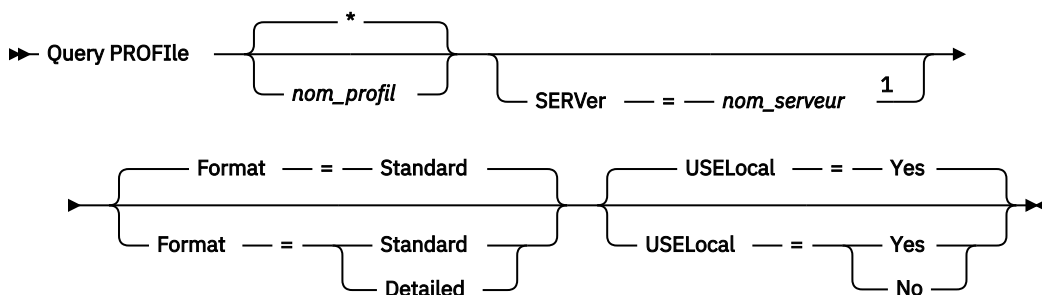 *
Query PROFIle
nom_profil
SERVer = nom_serveur 1
Format = Standard USELocal = Yes
Format = Standard USELocal = Yes
Detailed No